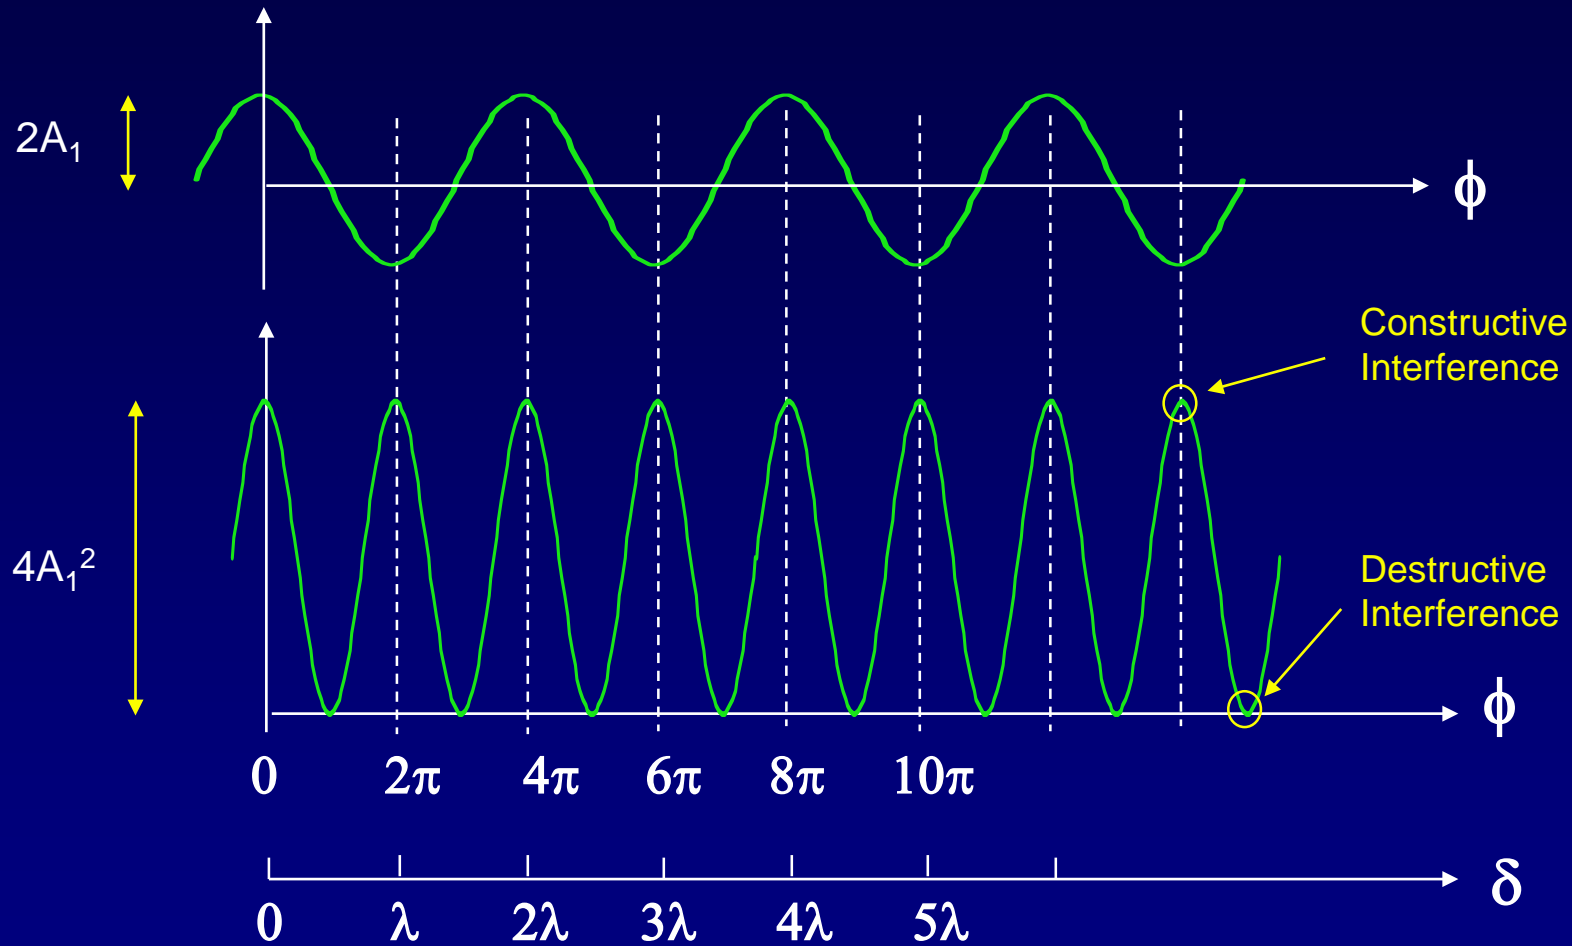 2A₁
ϕ
Constructive
Interference
4A₁²
Destructive
Interference
ϕ
0 2π 4π 6π 8π 10π
δ
0 λ 2λ 3λ 4λ 5λ